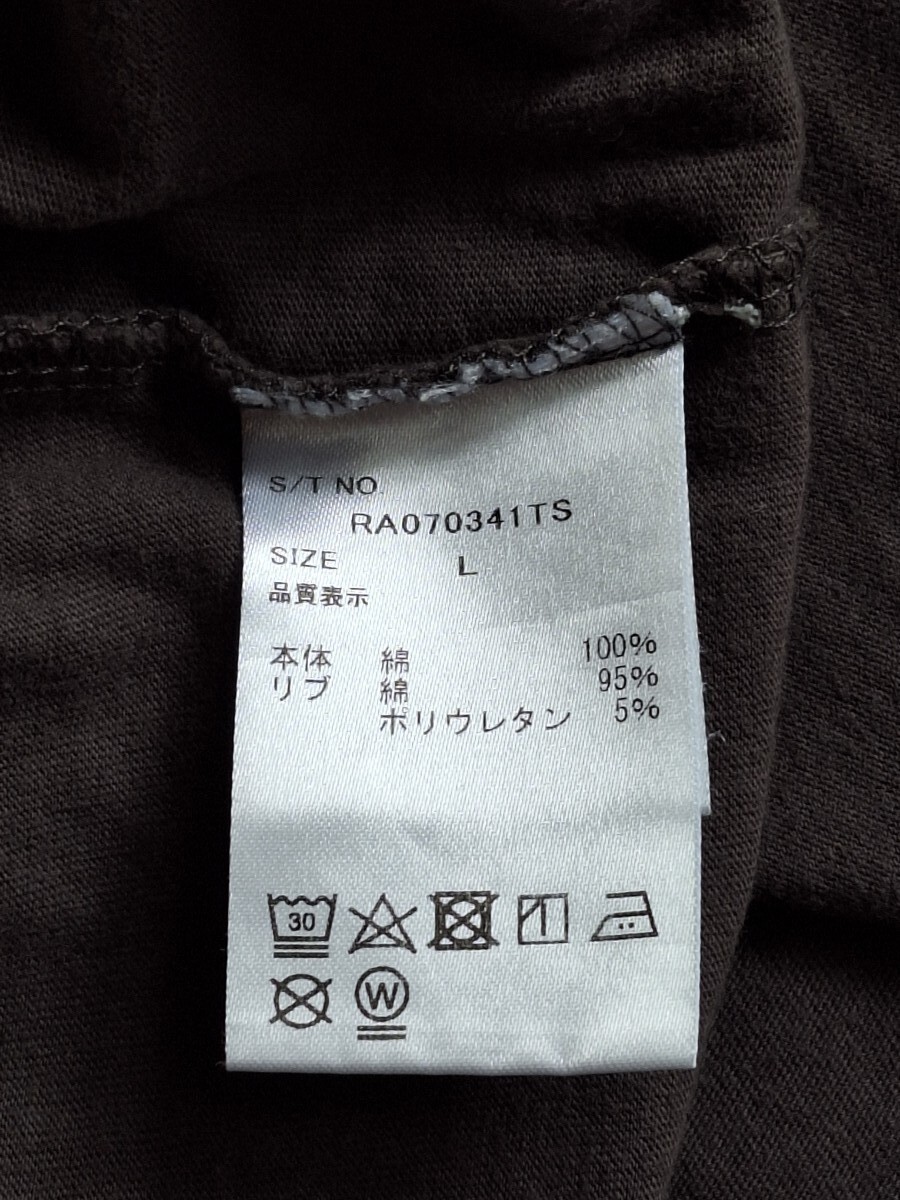 S/T NO.
RA070341TS
SIZE L
品質表示
本体 綿 100%
リブ 綿 95%
ポリウレタン 5%
30
W